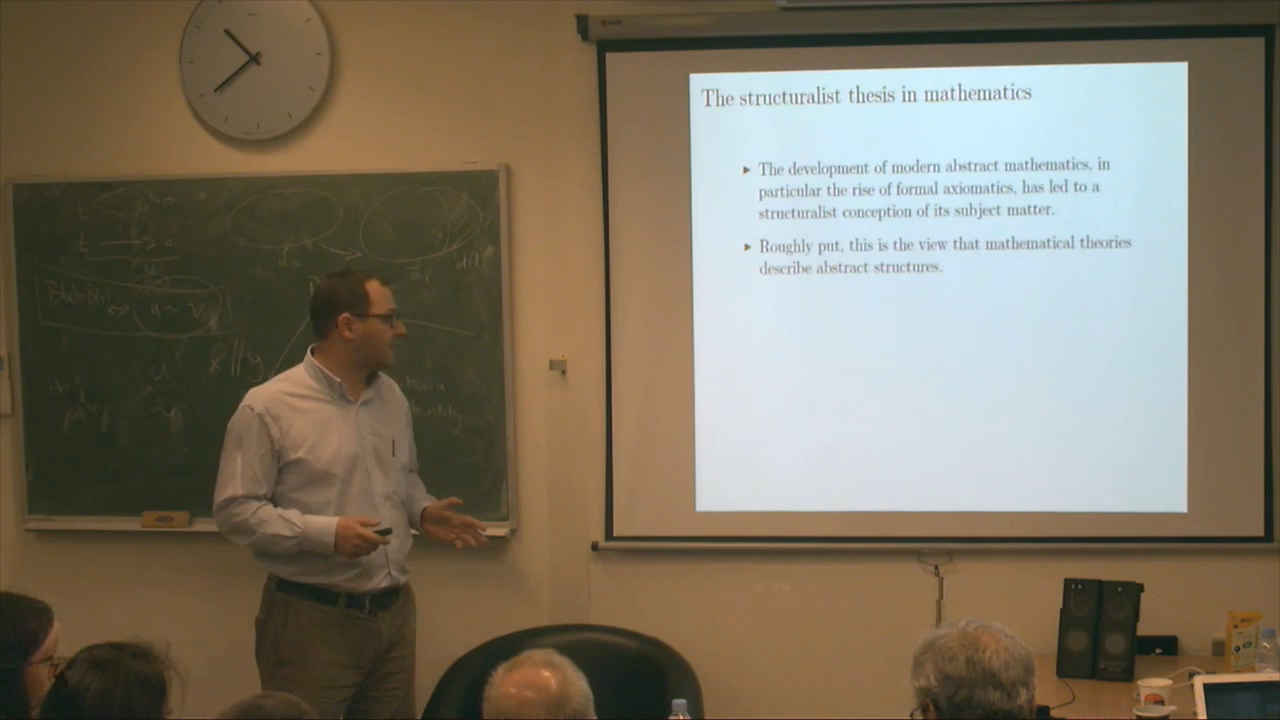 The structuralist thesis in mathematics
▸ The development of modern abstract mathematics, in
particular the rise of formal axiomatics, has led to a
structuralist conception of its subject matter.
▸ Roughly put, this is the view that mathematical theories
describe abstract structures.
B(u)=B(v)
⇔ u ~ v
x // y